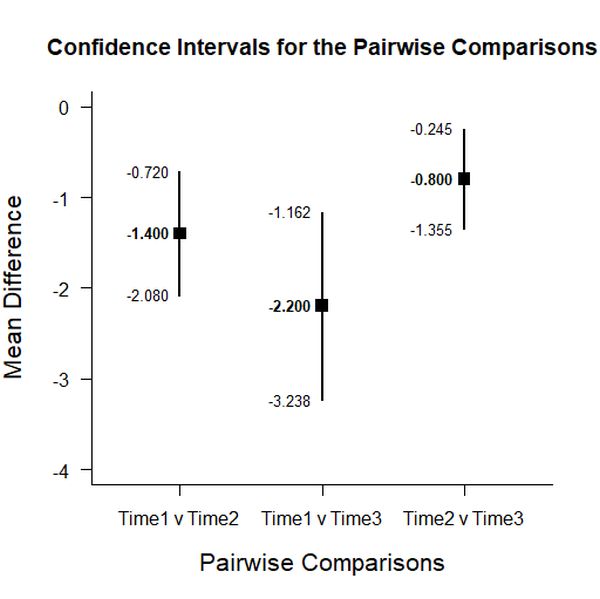 Confidence Intervals for the Pairwise Comparisons
Mean Difference
0
-1
-2
-3
-4
-0.720
-1.400
-2.080
-1.162
-2.200
-3.238
-0.245
-0.800
-1.355
Time1 v Time2
Time1 v Time3
Time2 v Time3
Pairwise Comparisons